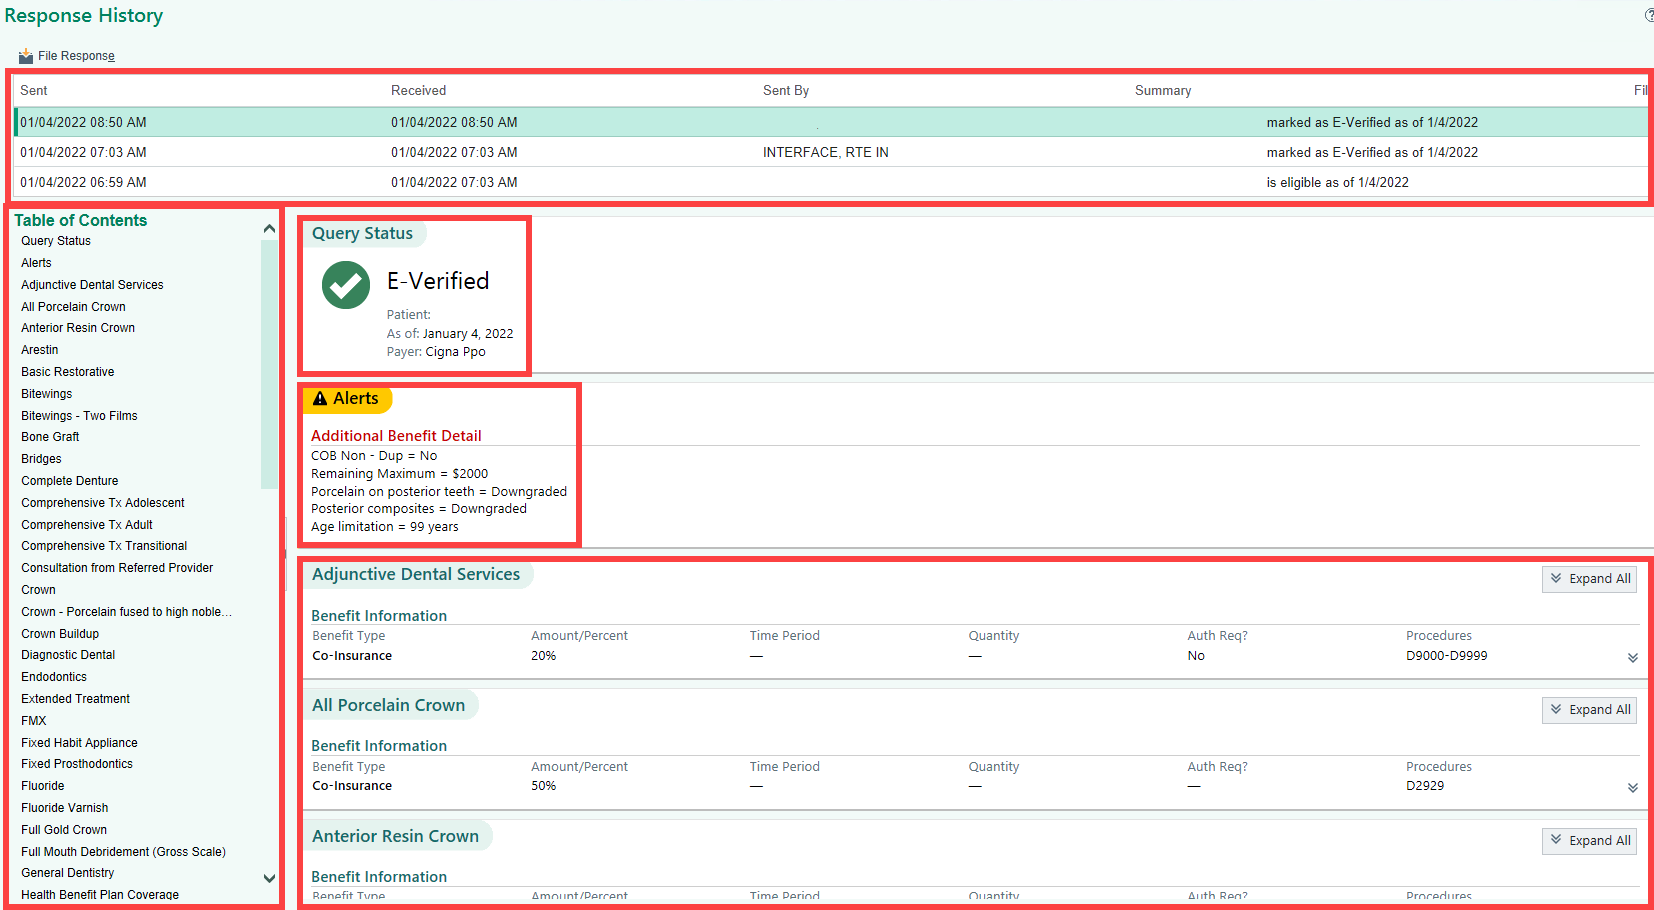 Response History
File Response
Sent Received Sent By Summary Fil
01/04/2022 08:50 AM 01/04/2022 08:50 AM marked as E-Verified as of 1/4/2022
01/04/2022 07:03 AM 01/04/2022 07:03 AM INTERFACE, RTE IN marked as E-Verified as of 1/4/2022
01/04/2022 06:59 AM 01/04/2022 07:03 AM is eligible as of 1/4/2022
Table of Contents
Query Status
Alerts
Adjunctive Dental Services
All Porcelain Crown
Anterior Resin Crown
Arestin
Basic Restorative
Bitewings
Bitewings - Two Films
Bone Graft
Bridges
Complete Denture
Comprehensive Tx Adolescent
Comprehensive Tx Adult
Comprehensive Tx Transitional
Consultation from Referred Provider
Crown
Crown - Porcelain fused to high noble...
Crown Buildup
Diagnostic Dental
Endodontics
Extended Treatment
FMX
Fixed Habit Appliance
Fixed Prosthodontics
Fluoride
Fluoride Varnish
Full Gold Crown
Full Mouth Debridement (Gross Scale)
General Dentistry
Health Benefit Plan Coverage
Query Status
E-Verified
Patient:
As of: January 4, 2022
Payer: Cigna Ppo
Alerts
Additional Benefit Detail
COB Non - Dup = No
Remaining Maximum = $2000
Porcelain on posterior teeth = Downgraded
Posterior composites = Downgraded
Age limitation = 99 years
Adjunctive Dental Services Expand All
Benefit Information
Benefit Type Amount/Percent Time Period Quantity Auth Req? Procedures
Co-Insurance 20% — — No D9000-D9999
All Porcelain Crown Expand All
Benefit Information
Benefit Type Amount/Percent Time Period Quantity Auth Req? Procedures
Co-Insurance 50% — — — D2929
Anterior Resin Crown Expand All
Benefit Information
Benefit Type Amount/Percent Time Period Quantity Auth Req? Procedures